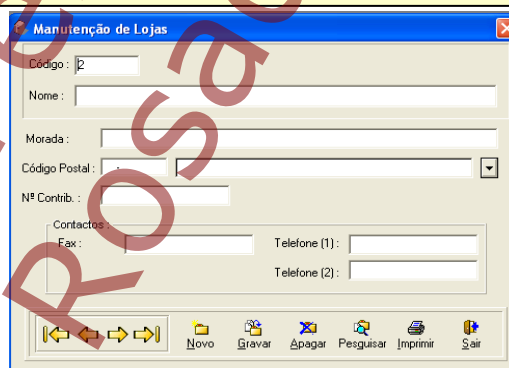 Manutenção de Lojas
Código : 2
Nome :
Morada :
Código Postal : -
Nº Contrib. :
Contactos :
Fax : Telefone (1) :
Telefone (2) :
Novo Gravar Apagar Pesquisar Imprimir Sair
Rosa